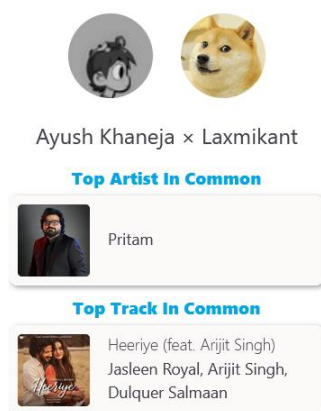 Ayush Khaneja × Laxmikant
Top Artist In Common
Pritam
Top Track In Common
Heeriye (feat. Arijit Singh)
Jasleen Royal, Arijit Singh,
Dulquer Salmaan
Heeriye